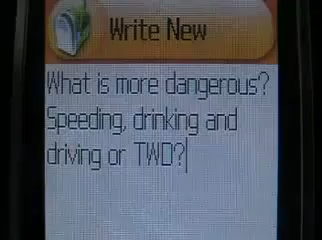 Write New
What is more dangerous?
Speeding, drinking and
driving or TWD?